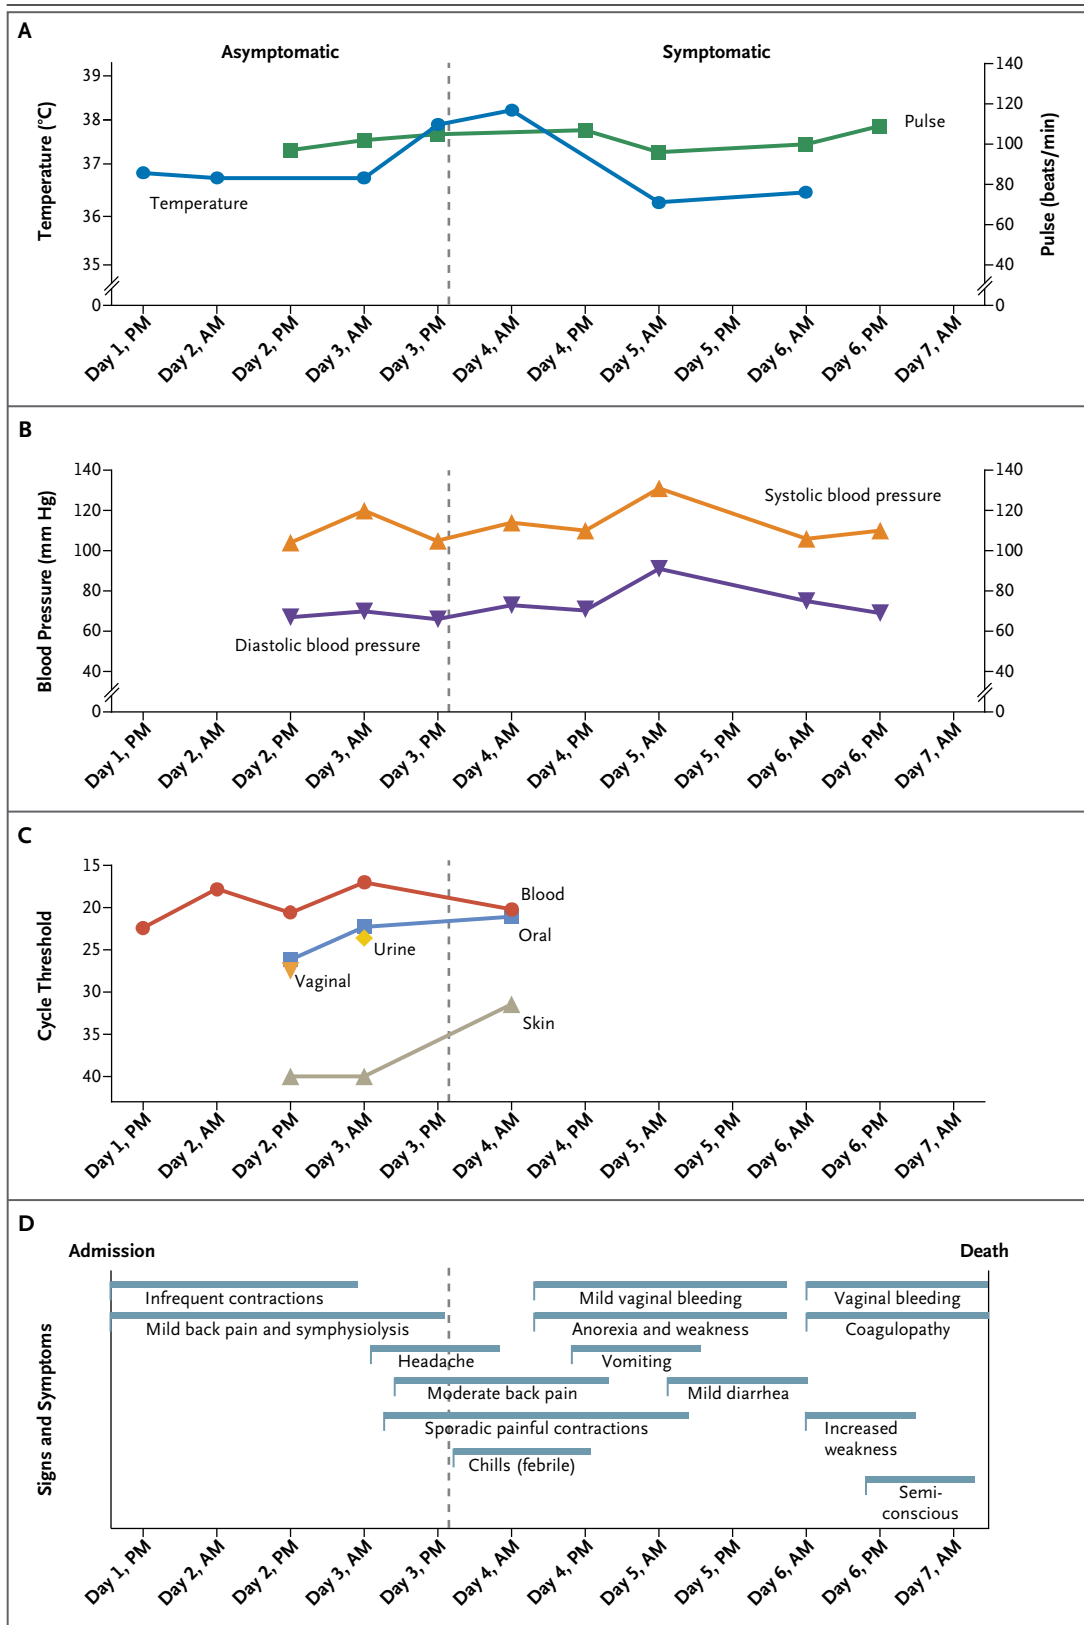 A
Asymptomatic
Symptomatic
Temperature (°C)
39
38
37
36
35
0
Pulse (beats/min)
140
120
100
80
60
40
0
Pulse
Temperature
Day 1, PM
Day 2, AM
Day 2, PM
Day 3, AM
Day 3, PM
Day 4, AM
Day 4, PM
Day 5, AM
Day 5, PM
Day 6, AM
Day 6, PM
Day 7, AM
B
Blood Pressure (mm Hg)
140
120
100
80
60
40
0
140
120
100
80
60
40
0
Systolic blood pressure
Diastolic blood pressure
Day 1, PM
Day 2, AM
Day 2, PM
Day 3, AM
Day 3, PM
Day 4, AM
Day 4, PM
Day 5, AM
Day 5, PM
Day 6, AM
Day 6, PM
Day 7, AM
C
Cycle Threshold
15
20
25
30
35
40
Blood
Oral
Urine
Vaginal
Skin
Day 1, PM
Day 2, AM
Day 2, PM
Day 3, AM
Day 3, PM
Day 4, AM
Day 4, PM
Day 5, AM
Day 5, PM
Day 6, AM
Day 6, PM
Day 7, AM
D
Admission
Death
Signs and Symptoms
Infrequent contractions
Mild vaginal bleeding
Vaginal bleeding
Mild back pain and symphysiolysis
Anorexia and weakness
Coagulopathy
Headache
Vomiting
Moderate back pain
Mild diarrhea
Sporadic painful contractions
Increased
weakness
Chills (febrile)
Semi-
conscious
Day 1, PM
Day 2, AM
Day 2, PM
Day 3, AM
Day 3, PM
Day 4, AM
Day 4, PM
Day 5, AM
Day 5, PM
Day 6, AM
Day 6, PM
Day 7, AM